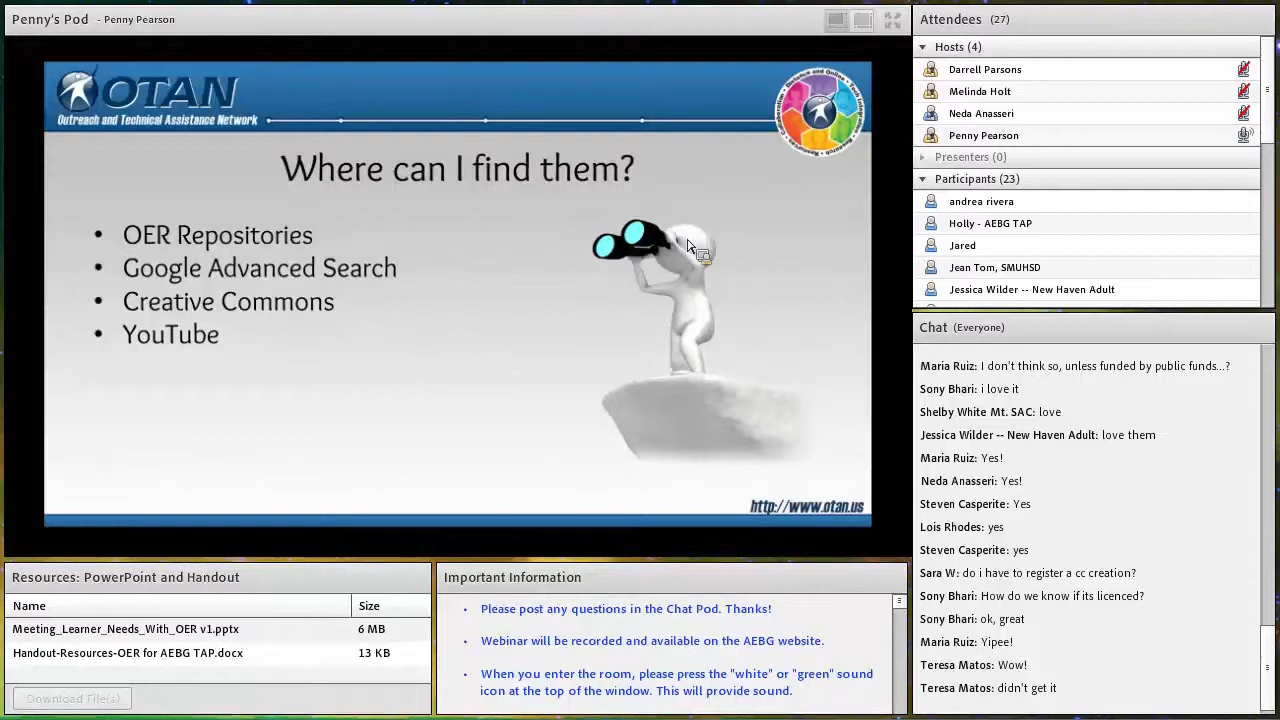 Penny's Pod - Penny Pearson
OTAN
Outreach and Technical Assistance Network
Where can I find them?
• OER Repositories
• Google Advanced Search
• Creative Commons
• YouTube
http://www.otan.us
Attendees (27)
Hosts (4)
Darrell Parsons
Melinda Holt
Neda Anasseri
Penny Pearson
Presenters (0)
Participants (23)
andrea rivera
Holly - AEBG TAP
Jared
Jean Tom, SMUHSD
Jessica Wilder -- New Haven Adult
Chat (Everyone)
Maria Ruiz: I don't think so, unless funded by public funds...?
Sony Bhari: i love it
Shelby White Mt. SAC: love
Jessica Wilder -- New Haven Adult: love them
Maria Ruiz: Yes!
Neda Anasseri: Yes!
Steven Casperite: Yes
Lois Rhodes: yes
Steven Casperite: yes
Sara W: do i have to register a cc creation?
Sony Bhari: How do we know if its licenced?
Sony Bhari: ok, great
Maria Ruiz: Yipee!
Teresa Matos: Wow!
Teresa Matos: didn't get it
Resources: PowerPoint and Handout
Name Size
Meeting_Learner_Needs_With_OER v1.pptx 6 MB
Handout-Resources-OER for AEBG TAP.docx 13 KB
Download File(s)
Important Information
• Please post any questions in the Chat Pod. Thanks!
• Webinar will be recorded and available on the AEBG website.
• When you enter the room, please press the "white" or "green" sound
icon at the top of the window. This will provide sound.